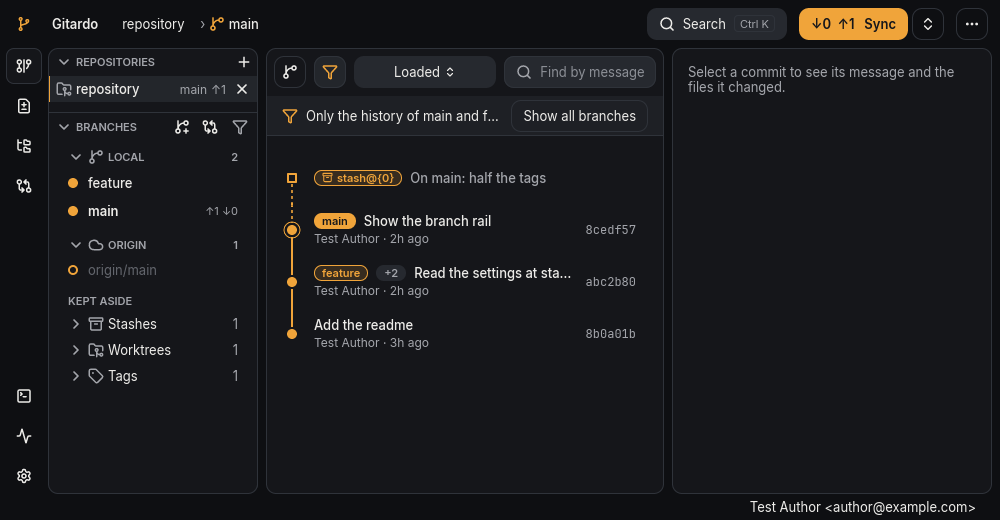 Gitardo repository › main Search Ctrl K ↓0 ↑1 Sync
REPOSITORIES
repository main ↑1
BRANCHES
LOCAL 2
feature
main ↑1 ↓0
ORIGIN 1
origin/main
KEPT ASIDE
Stashes 1
Worktrees 1
Tags 1
Loaded Find by message
Only the history of main and f... Show all branches
stash@{0} On main: half the tags
main Show the branch rail
Test Author · 2h ago 8cedf57
feature +2 Read the settings at sta...
Test Author · 2h ago abc2b80
Add the readme
Test Author · 3h ago 8b0a01b
Select a commit to see its message and the
files it changed.
Test Author <author@example.com>